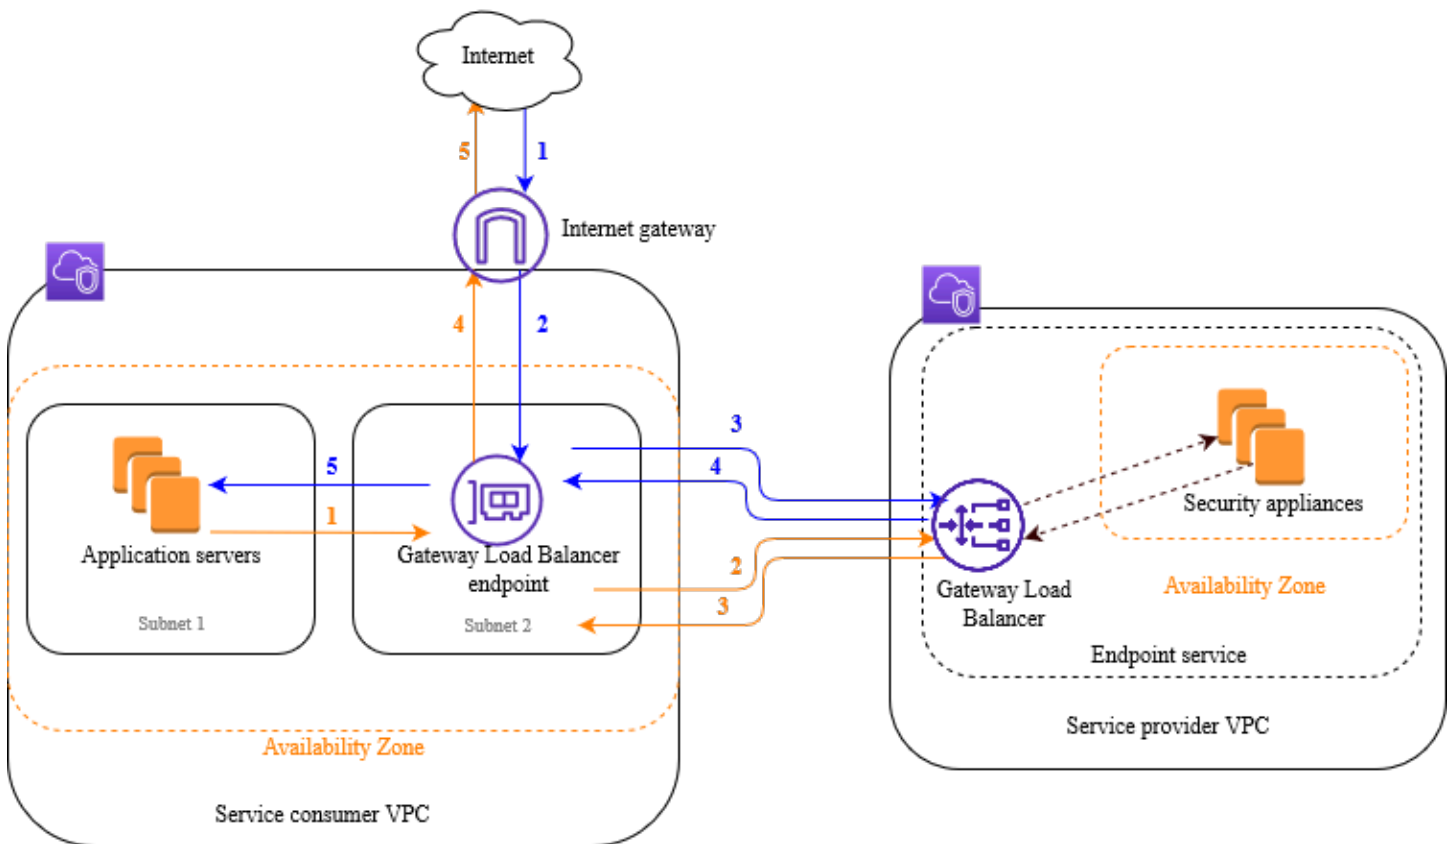 Internet
5
1
Internet gateway
4
2
3
4
5
1
Application servers
Gateway Load Balancer
endpoint
Subnet 1
Subnet 2
2
3
Security appliances
Availability Zone
Gateway Load
Balancer
Endpoint service
Service provider VPC
Availability Zone
Service consumer VPC